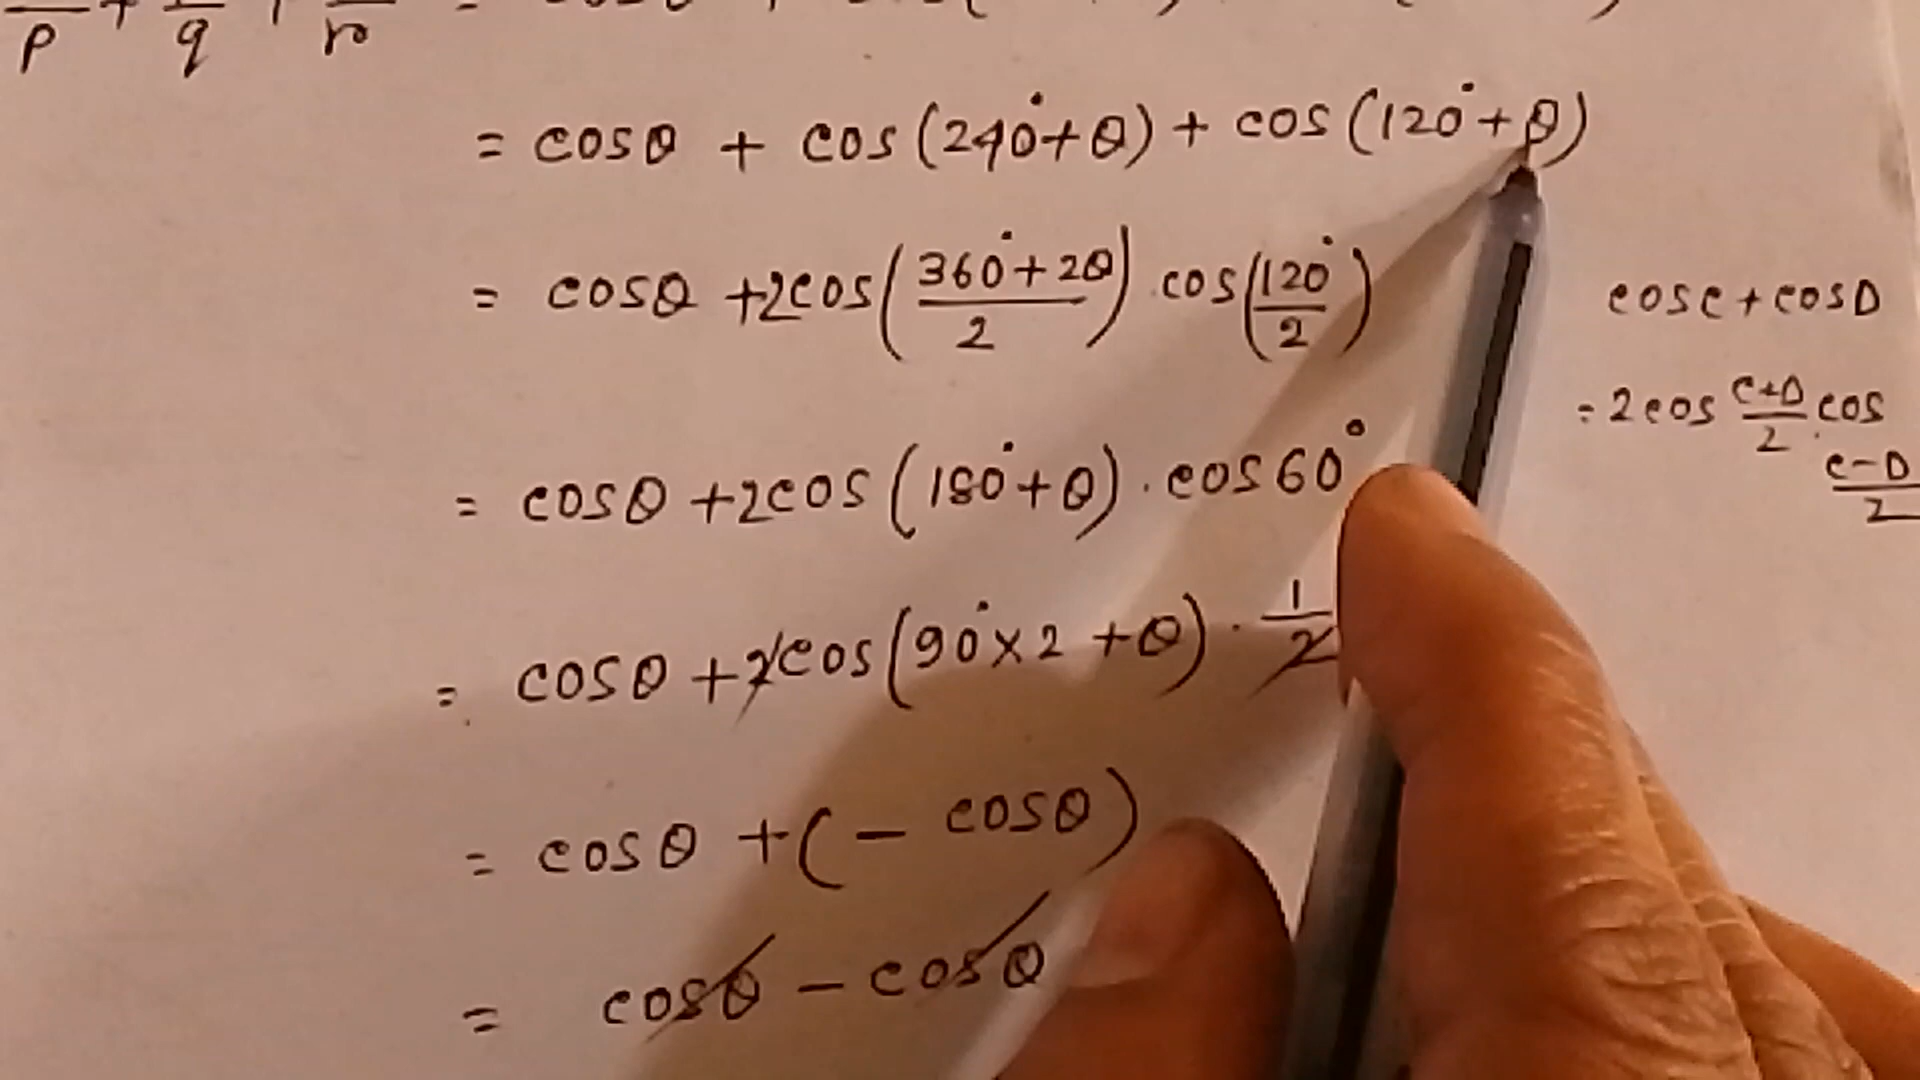 p q r
= cosθ + cos(240°+θ) + cos(120°+θ)
= cosθ + 2cos((360°+2θ)/2) . cos(120°/2)
cosC + cosD
= 2cos (C+D)/2 . cos (C-D)/2
= cosθ + 2cos(180°+θ) . cos60°
= cosθ + 2cos(90°×2+θ) . 1/2
= cosθ + (- cosθ)
= cosθ - cosθ